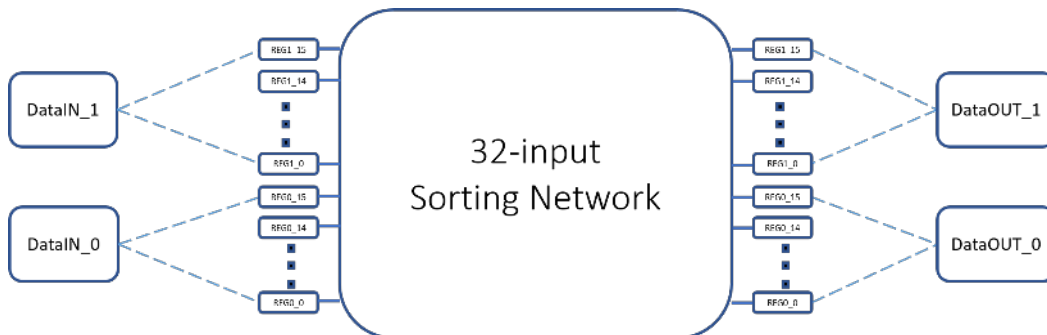 REG1_15
REG1_15
REG1_14
REG1_14
DataIN_1
DataOUT_1
32-input
Sorting Network
REG1_0
REG1_0
REG0_15
REG0_15
REG0_14
REG0_14
DataIN_0
DataOUT_0
REG0_0
REG0_0